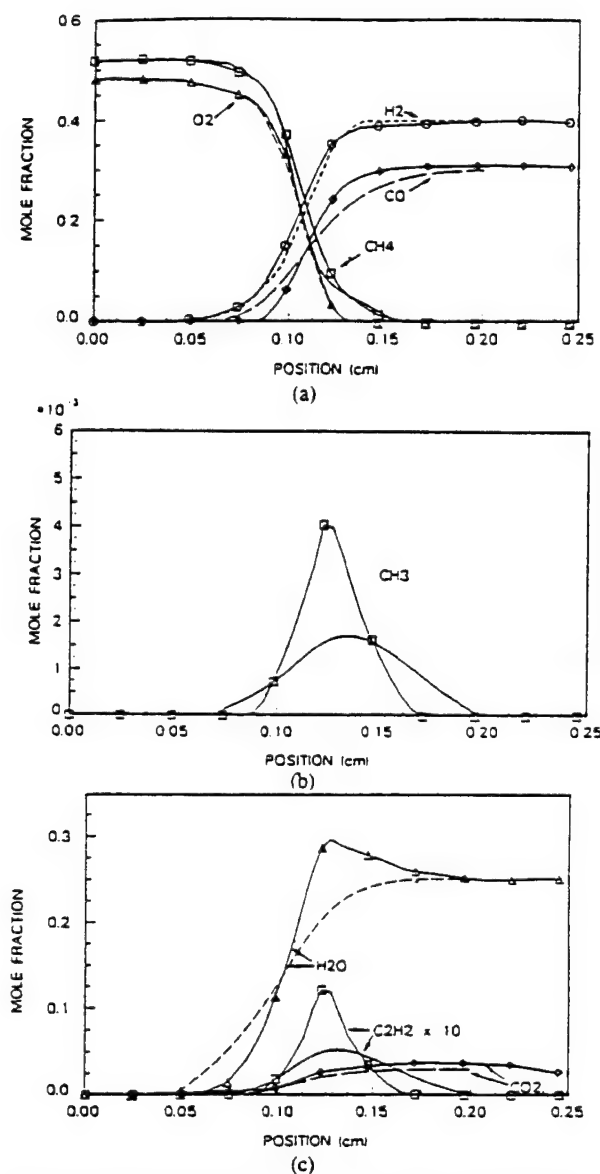 0.6
0.4
0.2
0.0
MOLE FRACTION
O2
H2
CO
CH4
0.00 0.05 0.10 0.15 0.20 0.25
POSITION (cm)
(a)
6
5
4
3
2
1
0
MOLE FRACTION
CH3
0.00 0.05 0.10 0.15 0.20 0.25
POSITION (cm)
(b)
0.3
0.2
0.1
0.0
MOLE FRACTION
H2O
C2H2 x 10
CO2
0.00 0.05 0.10 0.15 0.20 0.25
POSITION (cm)
(c)